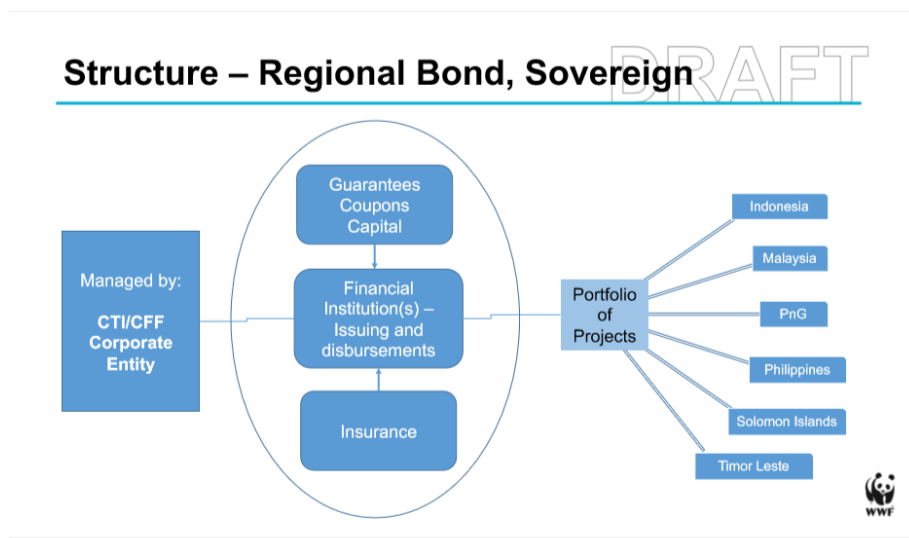 DRAFT
Structure – Regional Bond, Sovereign
Guarantees
Coupons
Capital
Managed by:
CTI/CFF
Corporate
Entity
Financial
Institution(s) –
Issuing and
disbursements
Insurance
Portfolio
of
Projects
Indonesia
Malaysia
PnG
Philippines
Solomon Islands
Timor Leste
WWF